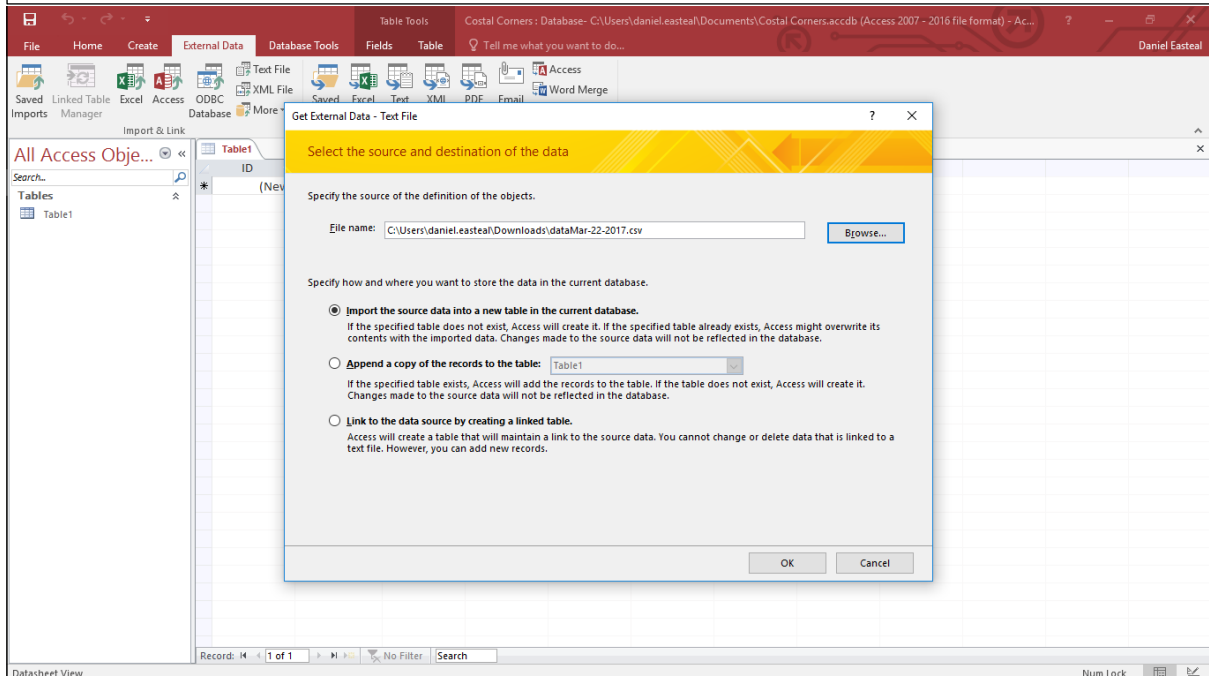 Table Tools
Costal Corners : Database- C:\Users\daniel.easteal\Documents\Costal Corners.accdb (Access 2007 - 2016 file format) - Ac...
?
File Home Create External Data Database Tools Fields Table Tell me what you want to do...
Daniel Easteal
Saved Imports
Linked Table Manager
Excel
Access
ODBC Database
Text File
XML File
More
Import & Link
Saved
Excel
Text
XML
PDF
Email
Access
Word Merge
All Access Obje...
Search...
Tables
Table1
Table1
ID
(New
Get External Data - Text File
?
Select the source and destination of the data
Specify the source of the definition of the objects.
File name: C:\Users\daniel.easteal\Downloads\dataMar-22-2017.csv
Browse...
Specify how and where you want to store the data in the current database.
Import the source data into a new table in the current database.
If the specified table does not exist, Access will create it. If the specified table already exists, Access might overwrite its
contents with the imported data. Changes made to the source data will not be reflected in the database.
Append a copy of the records to the table: Table1
If the specified table exists, Access will add the records to the table. If the table does not exist, Access will create it.
Changes made to the source data will not be reflected in the database.
Link to the data source by creating a linked table.
Access will create a table that will maintain a link to the source data. You cannot change or delete data that is linked to a
text file. However, you can add new records.
OK
Cancel
Record: 1 of 1 No Filter Search
Datasheet View
Num Lock